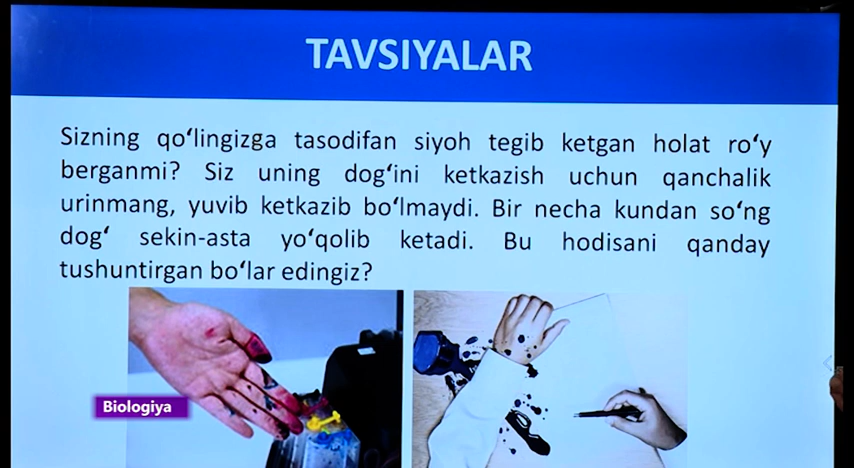 TAVSIYALAR
Sizning qoʻlingizga tasodifan siyoh tegib ketgan holat roʻy
berganmi? Siz uning dogʻini ketkazish uchun qanchalik
urinmang, yuvib ketkazib boʻlmaydi. Bir necha kundan soʻng
dogʻ sekin-asta yoʻqolib ketadi. Bu hodisani qanday
tushuntirgan boʻlar edingiz?
Biologiya